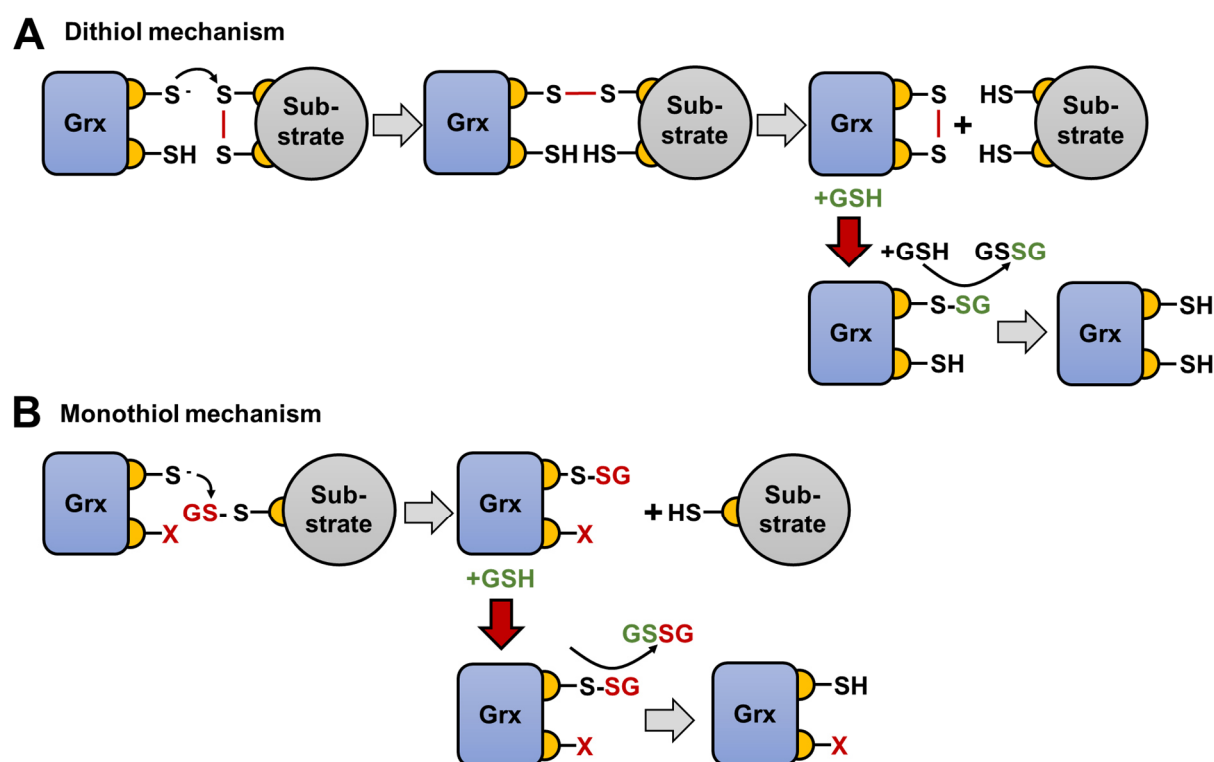 A Dithiol mechanism
Grx S- SH S S Sub-strate
Grx S S SH HS Sub-strate
Grx S S + HS HS Sub-strate
+GSH
+GSH GSSG
Grx S-SG SH
Grx SH SH
B Monothiol mechanism
Grx S- X GS- S Sub-strate
Grx S-SG X
+ HS Sub-strate
+GSH
GSSG
Grx S-SG X
Grx SH X